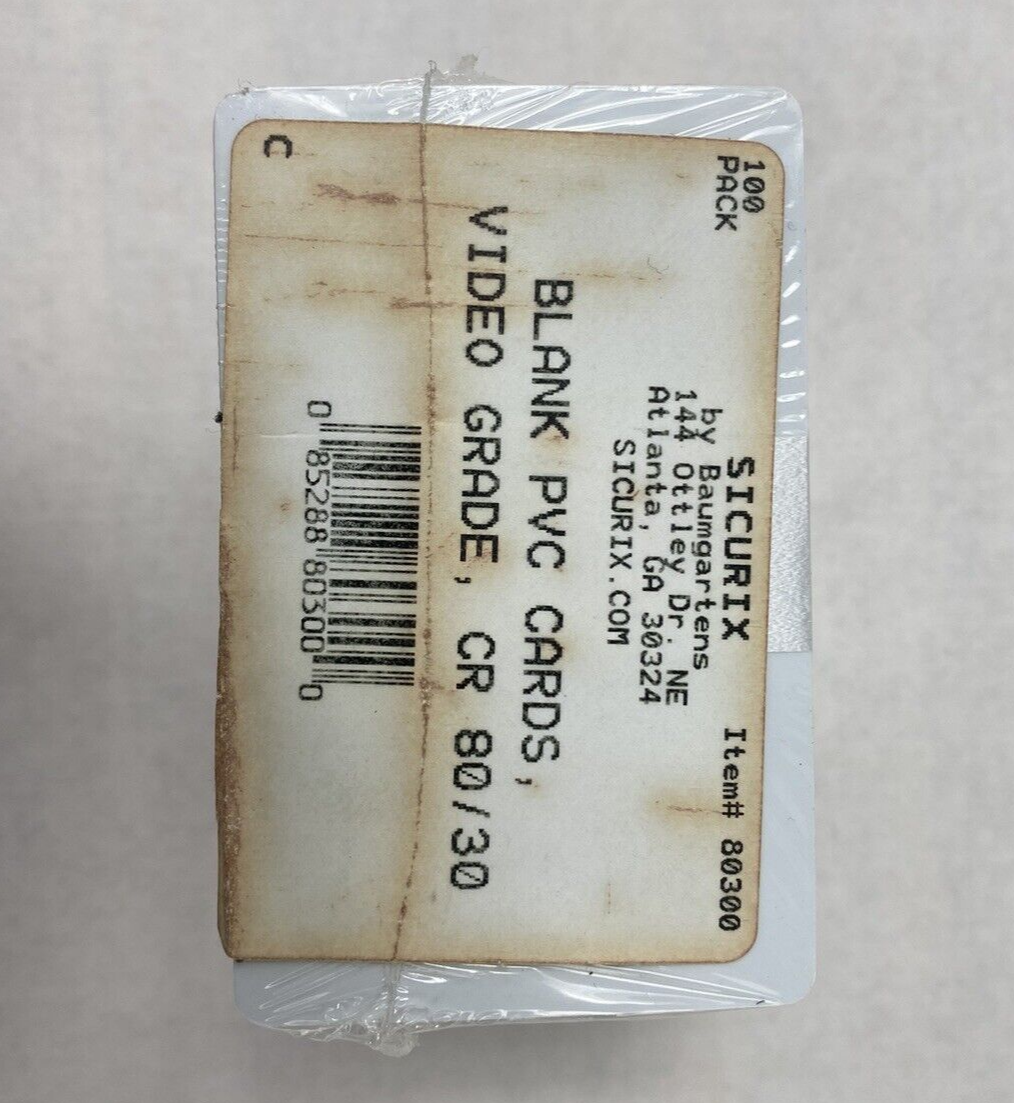 100
PACK
SICURIX
Item# 80300
by Baumgartens
144 Ottley Dr. NE
Atlanta, GA 30324
SICURIX.COM
BLANK PVC CARDS,
VIDEO GRADE, CR 80/30
0 85288 80300 0
C